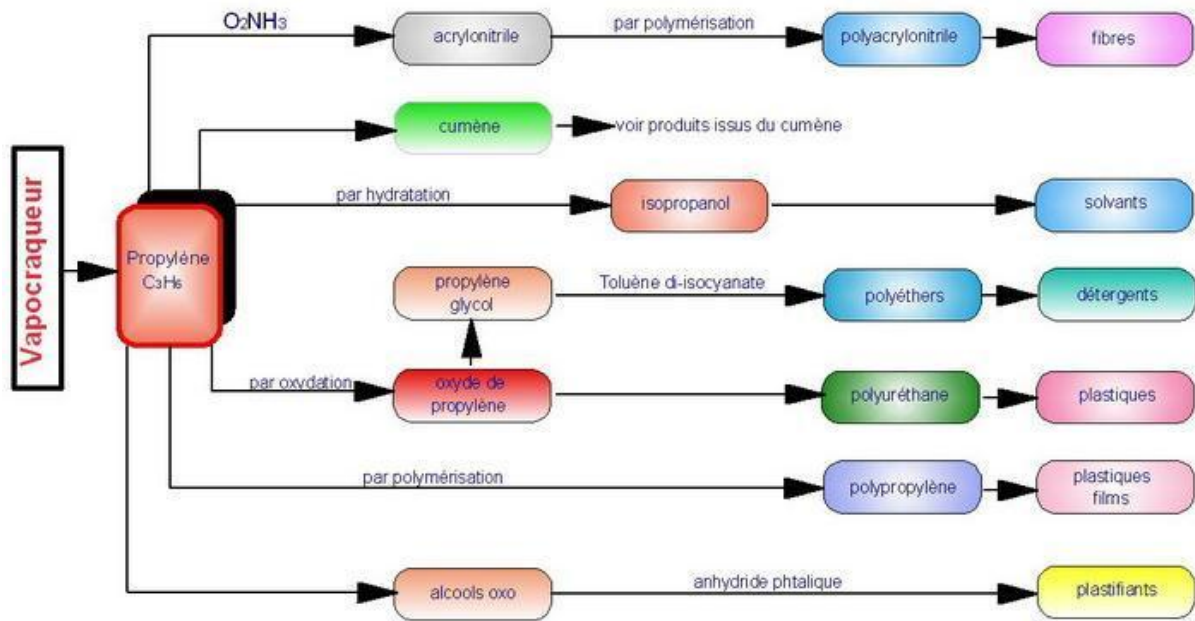 O2NH3
acrylonitrile
par polymérisation
polyacrylonitrile
fibres
cumène
voir produits issus du cumène
Vapocraqueur
par hydratation
isopropanol
solvants
Propylène
C3H6
propylène
glycol
Toluène di-isocyanate
polyéthers
détergents
par oxydation
oxyde de
propylène
polyuréthane
plastiques
par polymérisation
polypropylène
plastiques
films
alcools oxo
anhydride phtalique
plastifiants